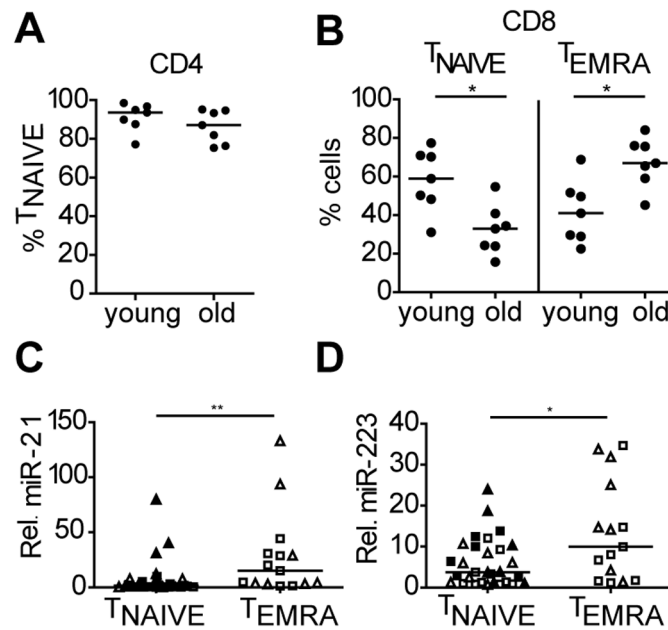 A
CD4
% TNAIVE
100
80
60
40
20
0
young old
B
CD8
TNAIVE TEMRA
* *
% cells
100
80
60
40
20
0
young old young old
C
**
Rel. miR-21
150
100
50
0
TNAIVE TEMRA
D
*
Rel. miR-223
40
30
20
10
0
TNAIVE TEMRA